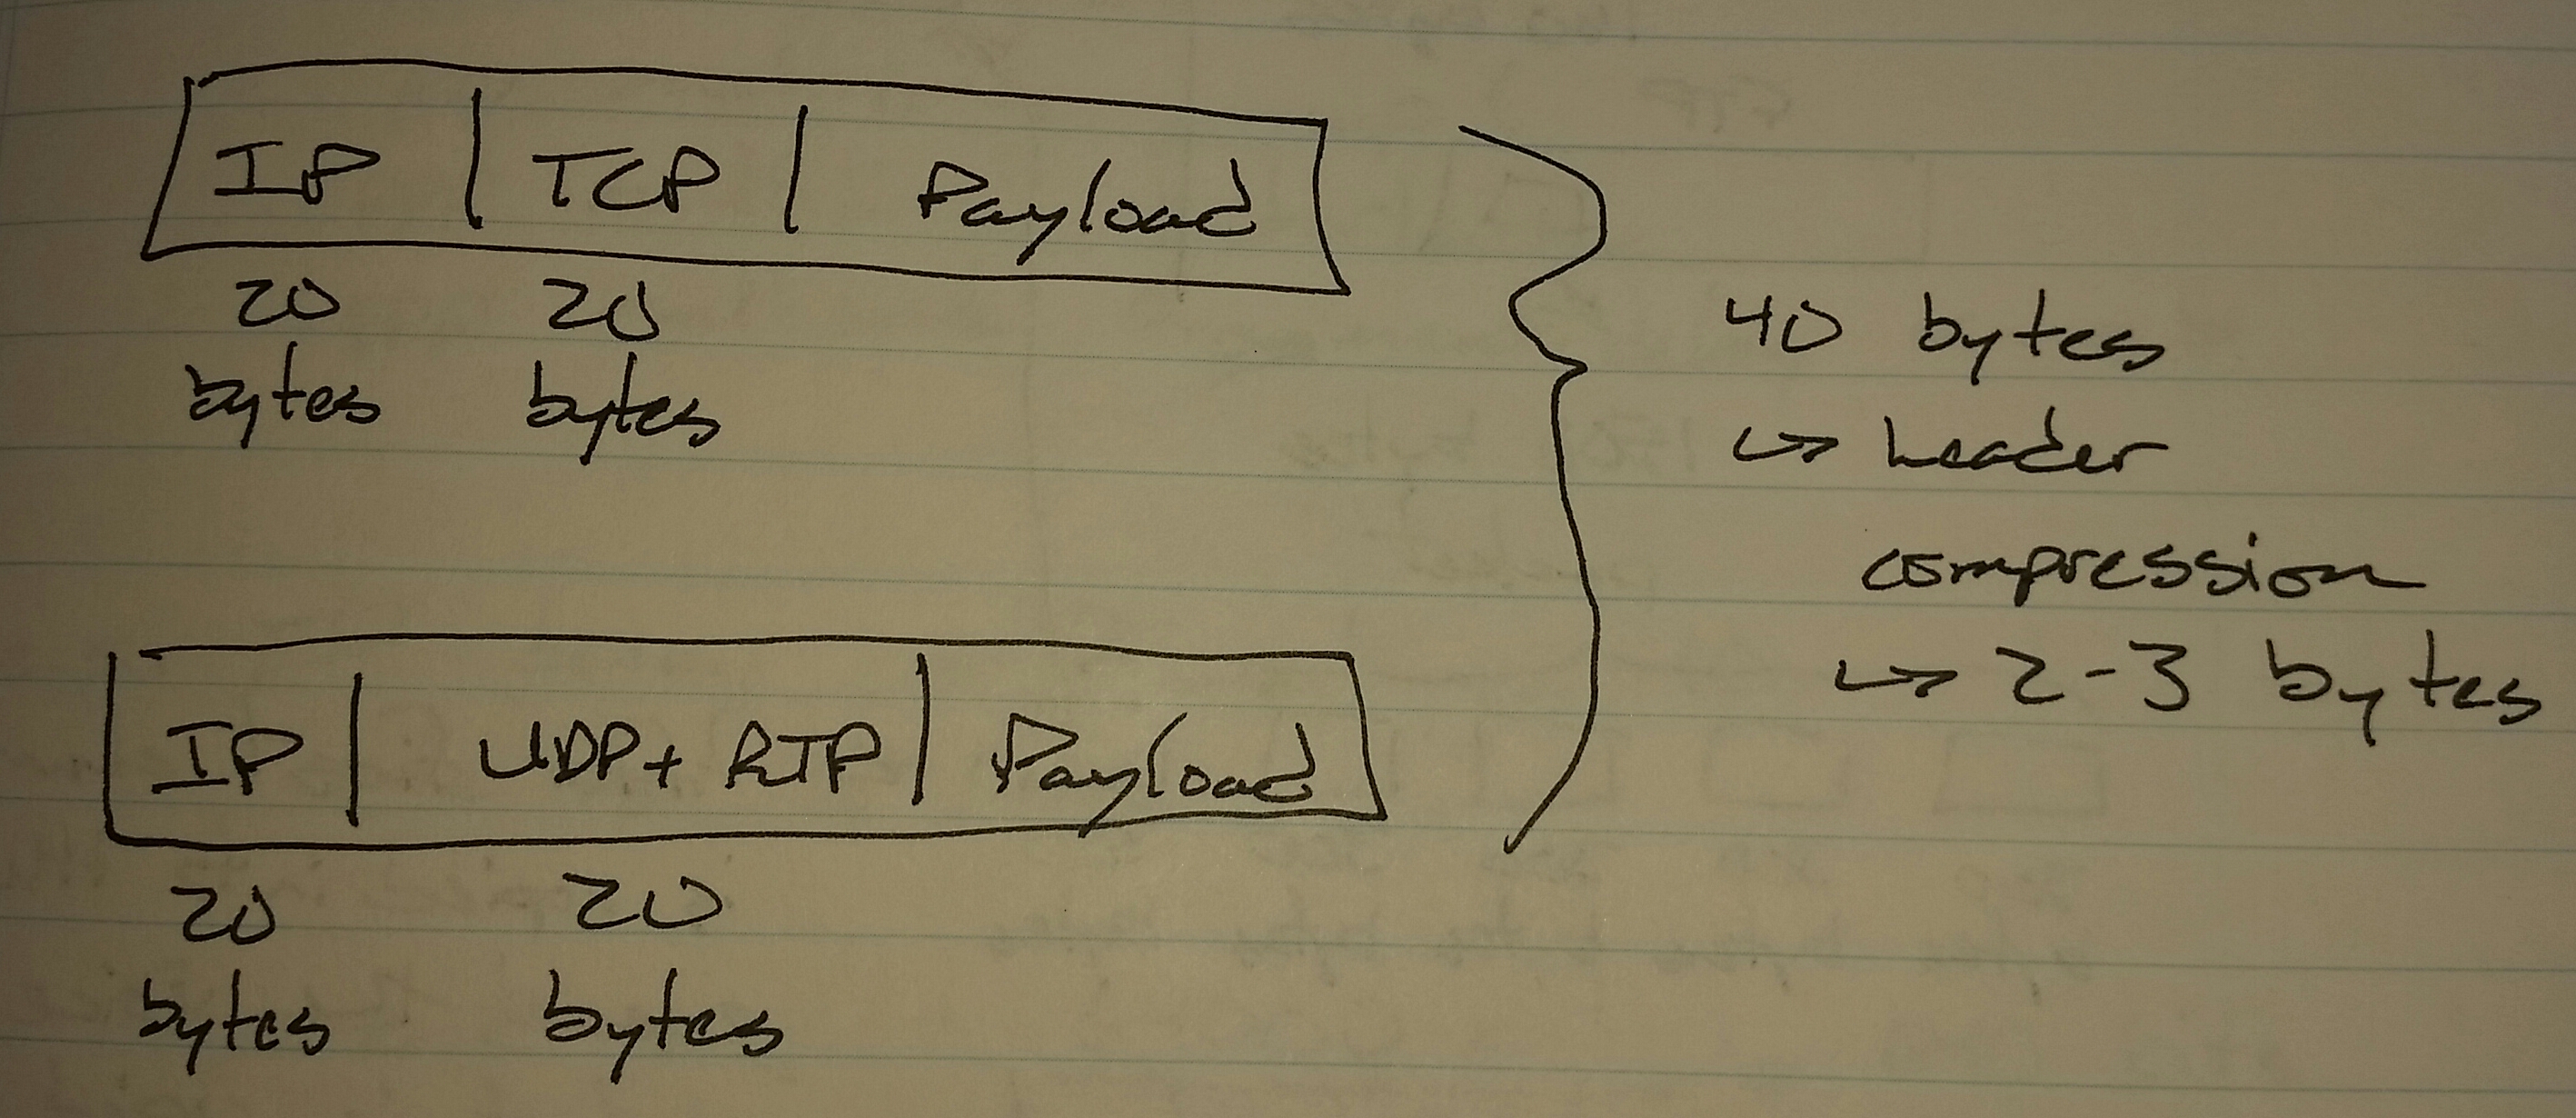 IP | TCP | Payload
20 20
bytes bytes
40 bytes
↳ header
compression
↳ 2-3 bytes
IP | UDP + RTP | Payload
20 20
bytes bytes